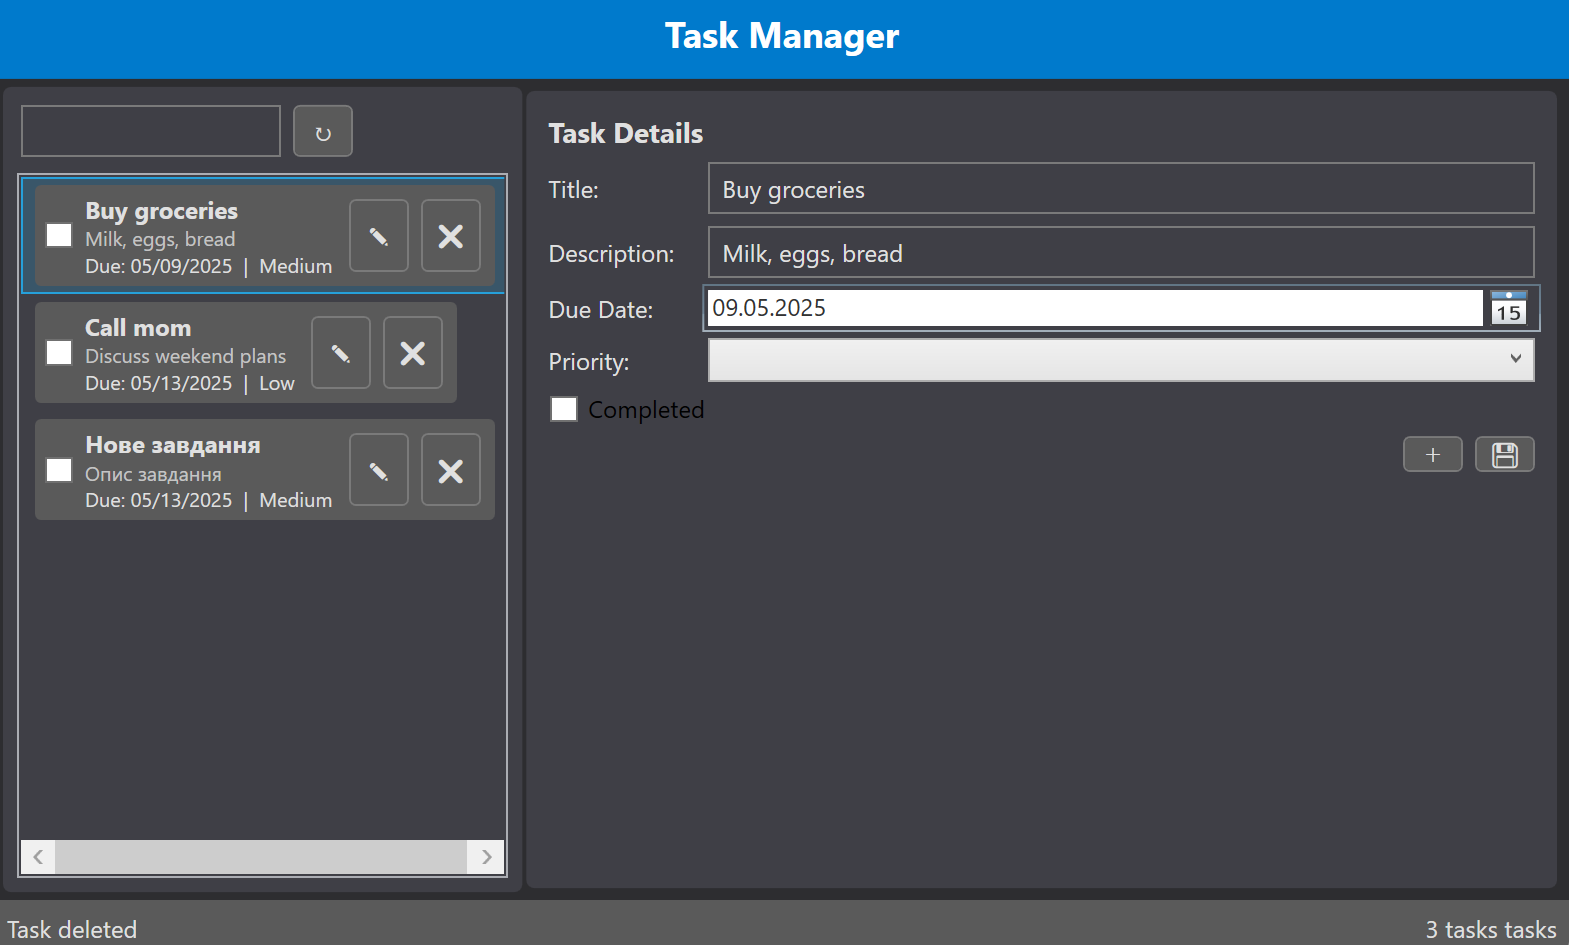 Task Manager
Buy groceries
Milk, eggs, bread
Due: 05/09/2025 | Medium
Call mom
Discuss weekend plans
Due: 05/13/2025 | Low
Нове завдання
Опис завдання
Due: 05/13/2025 | Medium
Task Details
Title: Buy groceries
Description: Milk, eggs, bread
Due Date: 09.05.2025 15
Priority:
Completed
+
Task deleted
3 tasks tasks